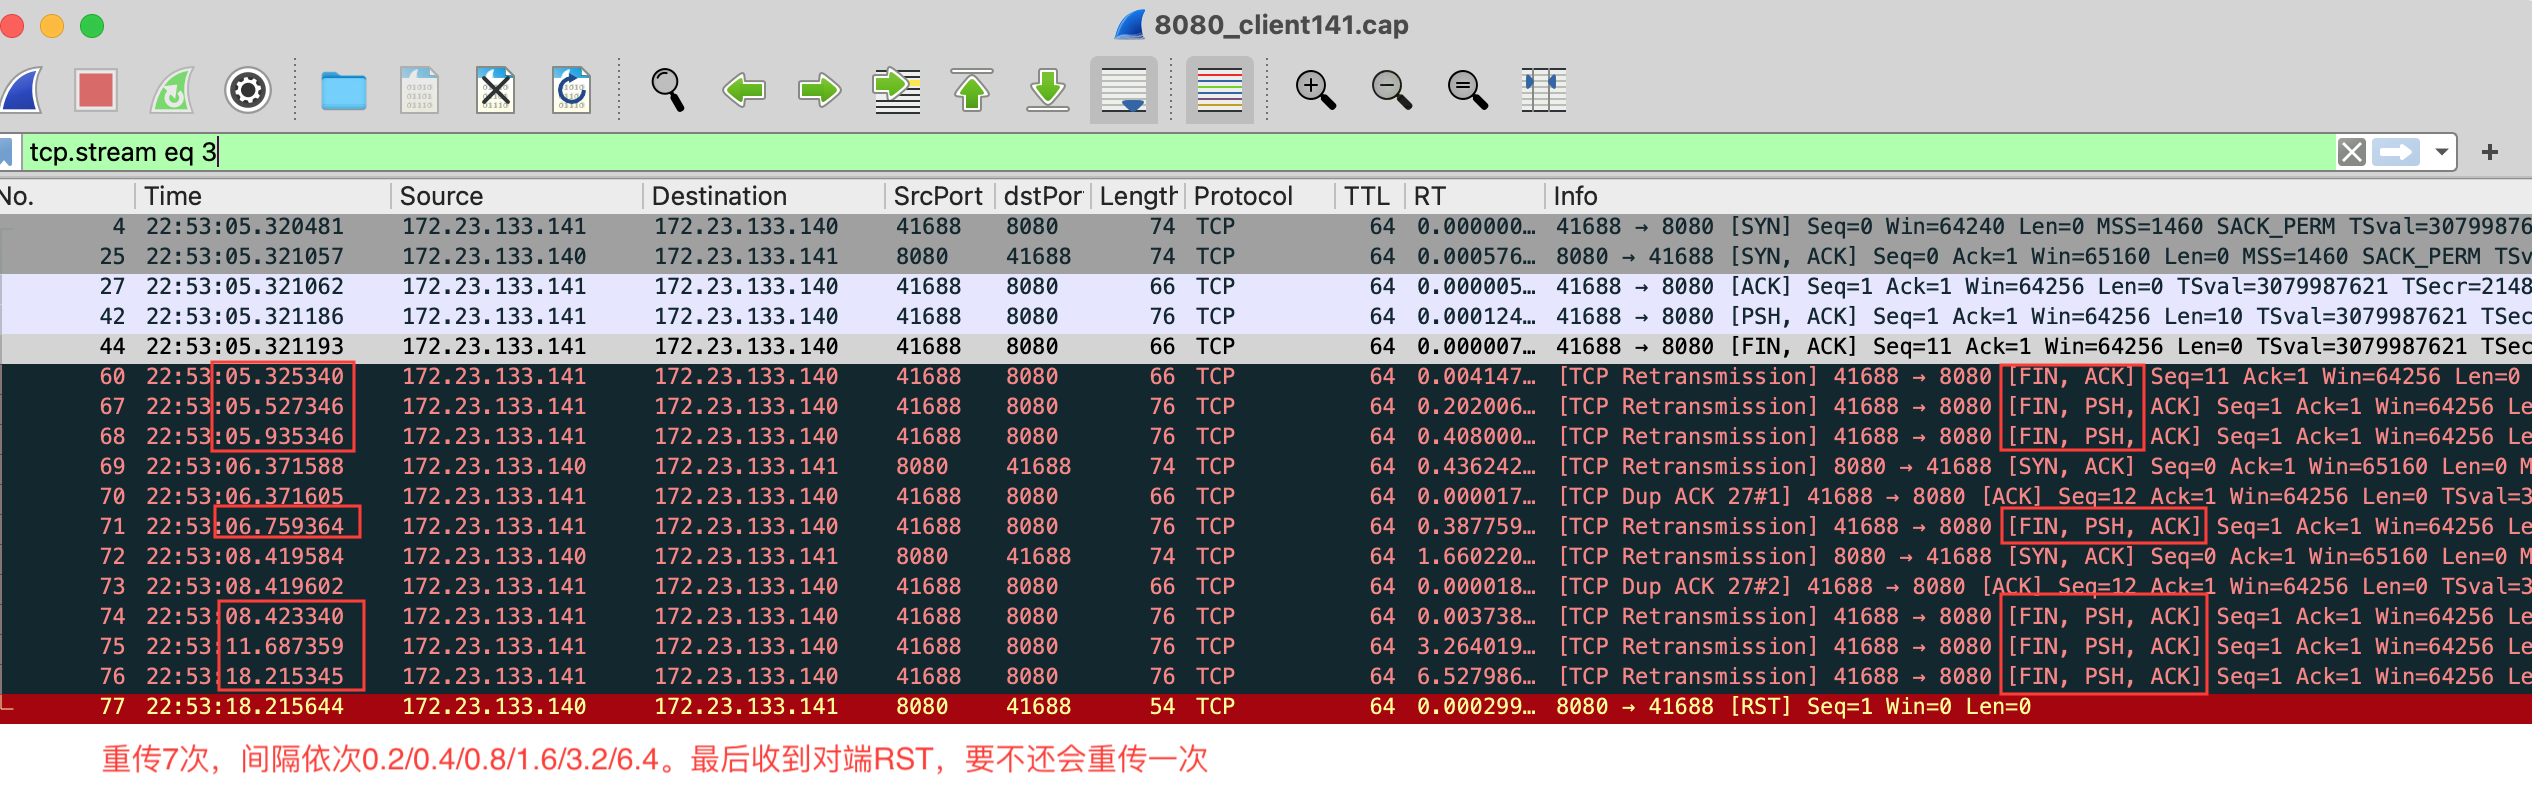 8080_client141.cap
tcp.stream eq 3
No. Time Source Destination SrcPort dstPor Length Protocol TTL RT Info
4 22:53:05.320481 172.23.133.141 172.23.133.140 41688 8080 74 TCP 64 0.000000… 41688 → 8080 [SYN] Seq=0 Win=64240 Len=0 MSS=1460 SACK_PERM TSval=30799876
25 22:53:05.321057 172.23.133.140 172.23.133.141 8080 41688 74 TCP 64 0.000576… 8080 → 41688 [SYN, ACK] Seq=0 Ack=1 Win=65160 Len=0 MSS=1460 SACK_PERM TSv
27 22:53:05.321062 172.23.133.141 172.23.133.140 41688 8080 66 TCP 64 0.000005… 41688 → 8080 [ACK] Seq=1 Ack=1 Win=64256 Len=0 TSval=3079987621 TSecr=2148
42 22:53:05.321186 172.23.133.141 172.23.133.140 41688 8080 76 TCP 64 0.000124… 41688 → 8080 [PSH, ACK] Seq=1 Ack=1 Win=64256 Len=10 TSval=3079987621 TSec
44 22:53:05.321193 172.23.133.141 172.23.133.140 41688 8080 66 TCP 64 0.000007… 41688 → 8080 [FIN, ACK] Seq=11 Ack=1 Win=64256 Len=0 TSval=3079987621 TSec
60 22:53:05.325340 172.23.133.141 172.23.133.140 41688 8080 66 TCP 64 0.004147… [TCP Retransmission] 41688 → 8080 [FIN, ACK] Seq=11 Ack=1 Win=64256 Len=0
67 22:53:05.527346 172.23.133.141 172.23.133.140 41688 8080 76 TCP 64 0.202006… [TCP Retransmission] 41688 → 8080 [FIN, PSH, ACK] Seq=1 Ack=1 Win=64256 Le
68 22:53:05.935346 172.23.133.141 172.23.133.140 41688 8080 76 TCP 64 0.408000… [TCP Retransmission] 41688 → 8080 [FIN, PSH, ACK] Seq=1 Ack=1 Win=64256 Le
69 22:53:06.371588 172.23.133.140 172.23.133.141 8080 41688 74 TCP 64 0.436242… [TCP Retransmission] 8080 → 41688 [SYN, ACK] Seq=0 Ack=1 Win=65160 Len=0 M
70 22:53:06.371605 172.23.133.141 172.23.133.140 41688 8080 66 TCP 64 0.000017… [TCP Dup ACK 27#1] 41688 → 8080 [ACK] Seq=12 Ack=1 Win=64256 Len=0 TSval=3
71 22:53:06.759364 172.23.133.141 172.23.133.140 41688 8080 76 TCP 64 0.387759… [TCP Retransmission] 41688 → 8080 [FIN, PSH, ACK] Seq=1 Ack=1 Win=64256 Le
72 22:53:08.419584 172.23.133.140 172.23.133.141 8080 41688 74 TCP 64 1.660220… [TCP Retransmission] 8080 → 41688 [SYN, ACK] Seq=0 Ack=1 Win=65160 Len=0 M
73 22:53:08.419602 172.23.133.141 172.23.133.140 41688 8080 66 TCP 64 0.000018… [TCP Dup ACK 27#2] 41688 → 8080 [ACK] Seq=12 Ack=1 Win=64256 Len=0 TSval=3
74 22:53:08.423340 172.23.133.141 172.23.133.140 41688 8080 76 TCP 64 0.003738… [TCP Retransmission] 41688 → 8080 [FIN, PSH, ACK] Seq=1 Ack=1 Win=64256 Le
75 22:53:11.687359 172.23.133.141 172.23.133.140 41688 8080 76 TCP 64 3.264019… [TCP Retransmission] 41688 → 8080 [FIN, PSH, ACK] Seq=1 Ack=1 Win=64256 Le
76 22:53:18.215345 172.23.133.141 172.23.133.140 41688 8080 76 TCP 64 6.527986… [TCP Retransmission] 41688 → 8080 [FIN, PSH, ACK] Seq=1 Ack=1 Win=64256 Le
77 22:53:18.215644 172.23.133.140 172.23.133.141 8080 41688 54 TCP 64 0.000299… 8080 → 41688 [RST] Seq=1 Win=0 Len=0
重传7次，间隔依次0.2/0.4/0.8/1.6/3.2/6.4。最后收到对端RST，要不还会重传一次